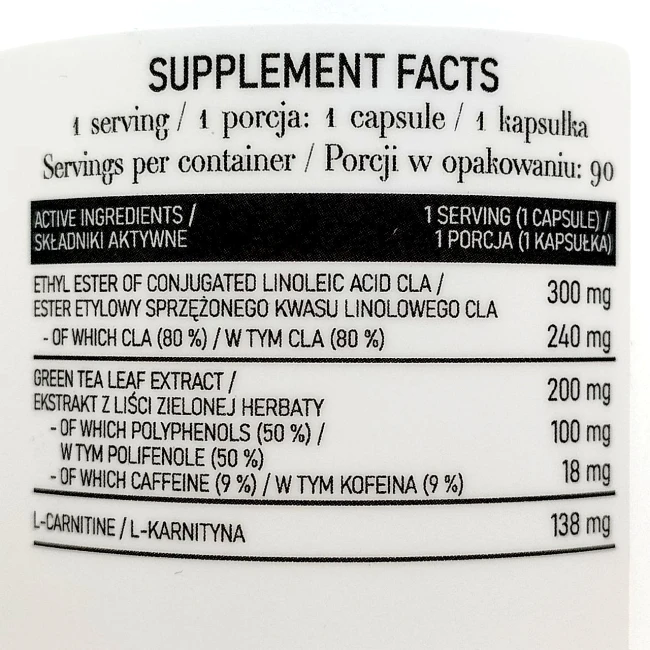 SUPPLEMENT FACTS
1 serving / 1 porcja: 1 capsule / 1 kapsułka
Servings per container / Porcji w opakowaniu: 90
ACTIVE INGREDIENTS / 1 SERVING (1 CAPSULE) /
SKŁADNIKI AKTYWNE 1 PORCJA (1 KAPSUŁKA)
ETHYL ESTER OF CONJUGATED LINOLEIC ACID CLA /
ESTER ETYLOWY SPRZĘŻONEGO KWASU LINOLOWEGO CLA 300 mg
- OF WHICH CLA (80 %) / W TYM CLA (80 %) 240 mg
GREEN TEA LEAF EXTRACT /
EKSTRAKT Z LIŚCI ZIELONEJ HERBATY 200 mg
- OF WHICH POLYPHENOLS (50 %) / 100 mg
W TYM POLIFENOLE (50 %)
- OF WHICH CAFFEINE (9 %) / W TYM KOFEINA (9 %) 18 mg
L-CARNITINE / L-KARNITYNA 138 mg